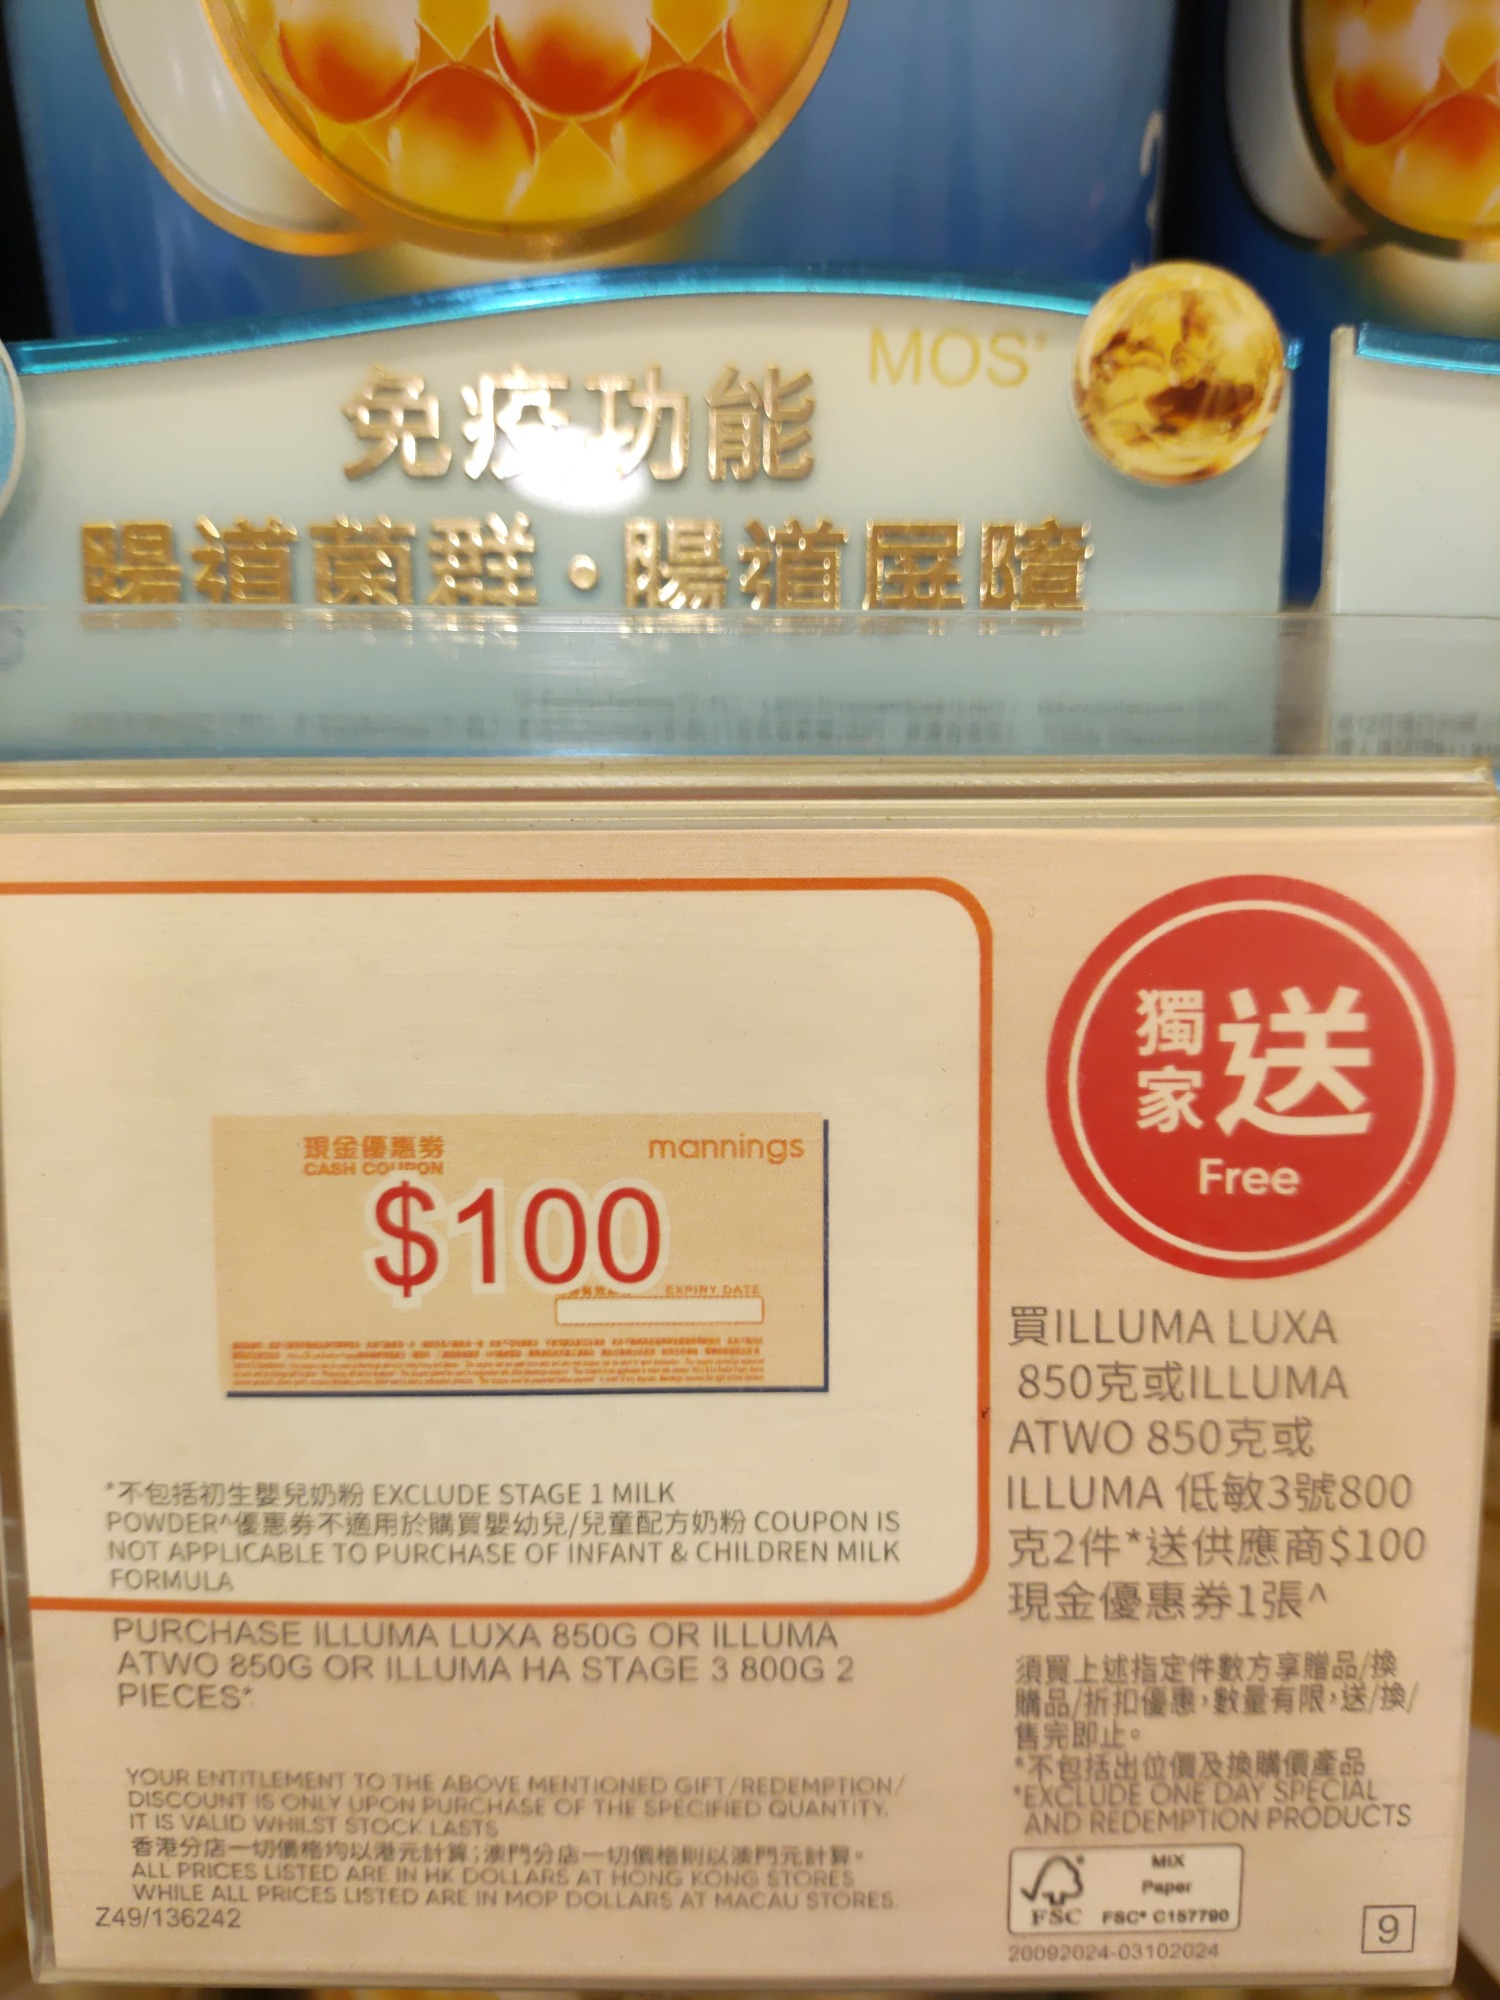 MOS
免疫功能
腸道菌群・腸道屏障
現金優惠券
CASH COUPON
mannings
$100
EXPIRY DATE
*不包括初生嬰兒奶粉 EXCLUDE STAGE 1 MILK
POWDER^優惠券不適用於購買嬰幼兒/兒童配方奶粉 COUPON IS
NOT APPLICABLE TO PURCHASE OF INFANT & CHILDREN MILK
FORMULA
PURCHASE ILLUMA LUXA 850G OR ILLUMA
ATWO 850G OR ILLUMA HA STAGE 3 800G 2
PIECES*
YOUR ENTITLEMENT TO THE ABOVE MENTIONED GIFT/REDEMPTION/
DISCOUNT IS ONLY UPON PURCHASE OF THE SPECIFIED QUANTITY.
IT IS VALID WHILST STOCK LASTS
香港分店一切價格均以港元計算；澳門分店一切價格則以澳門元計算。
ALL PRICES LISTED ARE IN HK DOLLARS AT HONG KONG STORES
WHILE ALL PRICES LISTED ARE IN MOP DOLLARS AT MACAU STORES.
Z49/136242
獨家送
Free
買ILLUMA LUXA
850克或ILLUMA
ATWO 850克或
ILLUMA 低敏3號800
克2件*送供應商$100
現金優惠券1張^
須買上述指定件數方享贈品/換
購品/折扣優惠，數量有限，送/換/
售完即止。
*不包括出位價及換購價產品
*EXCLUDE ONE DAY SPECIAL
AND REDEMPTION PRODUCTS
FSC
MIX
Paper
FSC® C157790
20092024-03102024
9